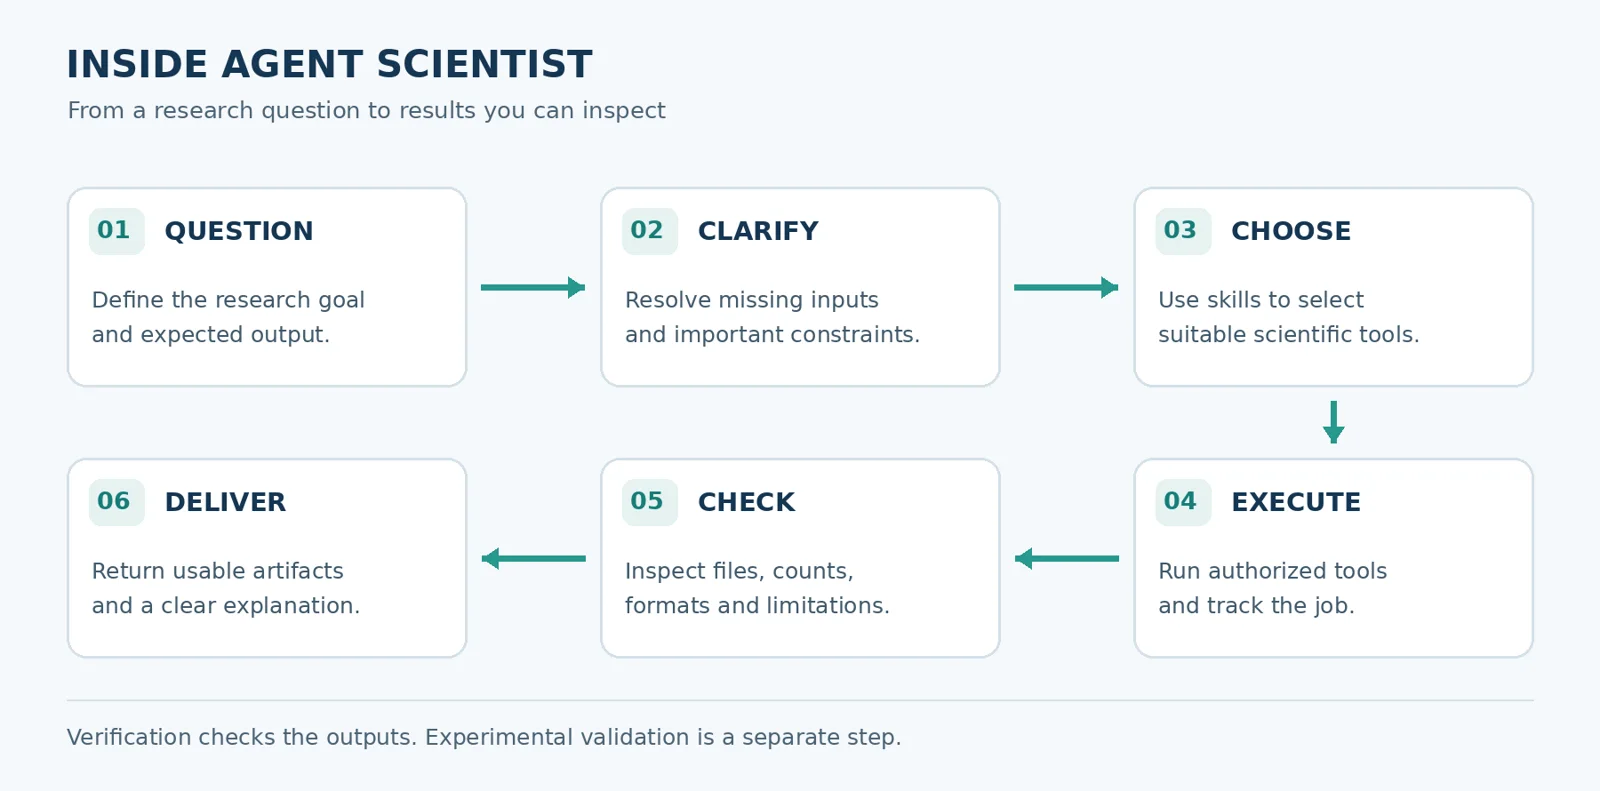 INSIDE AGENT SCIENTIST
From a research question to results you can inspect
01 QUESTION
Define the research goal
and expected output.
02 CLARIFY
Resolve missing inputs
and important constraints.
03 CHOOSE
Use skills to select
suitable scientific tools.
04 EXECUTE
Run authorized tools
and track the job.
05 CHECK
Inspect files, counts,
formats and limitations.
06 DELIVER
Return usable artifacts
and a clear explanation.
Verification checks the outputs. Experimental validation is a separate step.